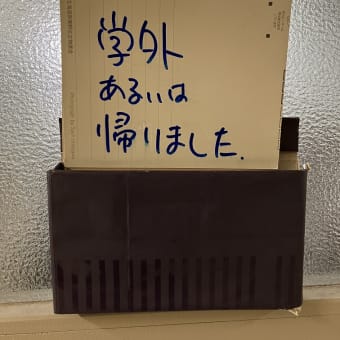 学外
あるいは
帰りました.